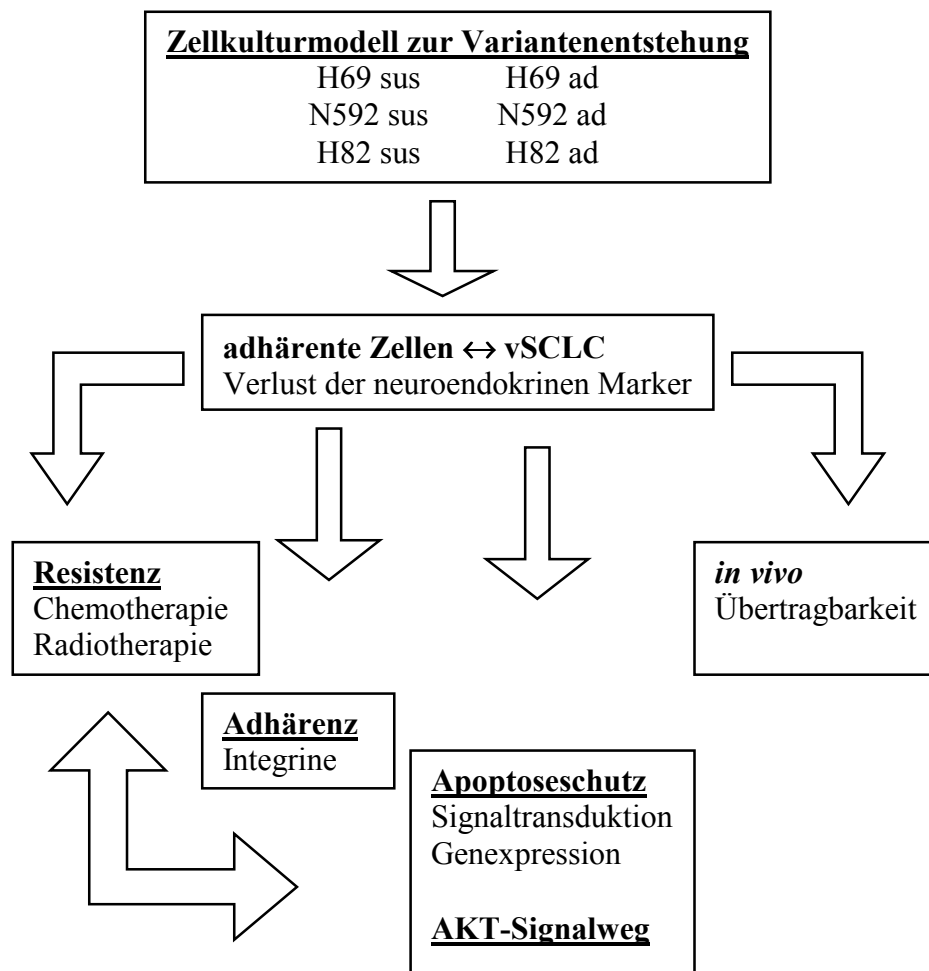 Zellkulturmodell zur Variantenentstehung
H69 sus H69 ad
N592 sus N592 ad
H82 sus H82 ad
adhärente Zellen ↔ vSCLC
Verlust der neuroendokrinen Marker
Resistenz
Chemotherapie
Radiotherapie
in vivo
Übertragbarkeit
Adhärenz
Integrine
Apoptoseschutz
Signaltransduktion
Genexpression
AKT-Signalweg